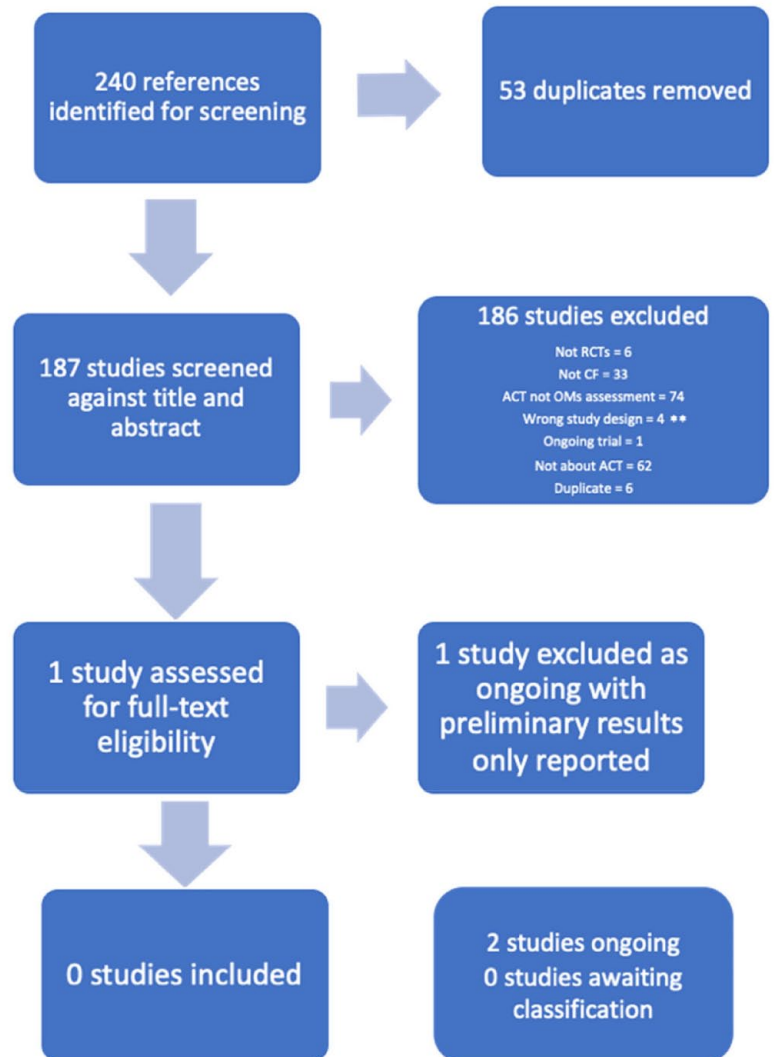 240 references
identified for screening
53 duplicates removed
187 studies screened
against title and
abstract
186 studies excluded
Not RCTs = 6
Not CF = 33
ACT not OMs assessment = 74
Wrong study design = 4 **
Ongoing trial = 1
Not about ACT = 62
Duplicate = 6
1 study assessed
for full-text
eligibility
1 study excluded as
ongoing with
preliminary results
only reported
0 studies included
2 studies ongoing
0 studies awaiting
classification